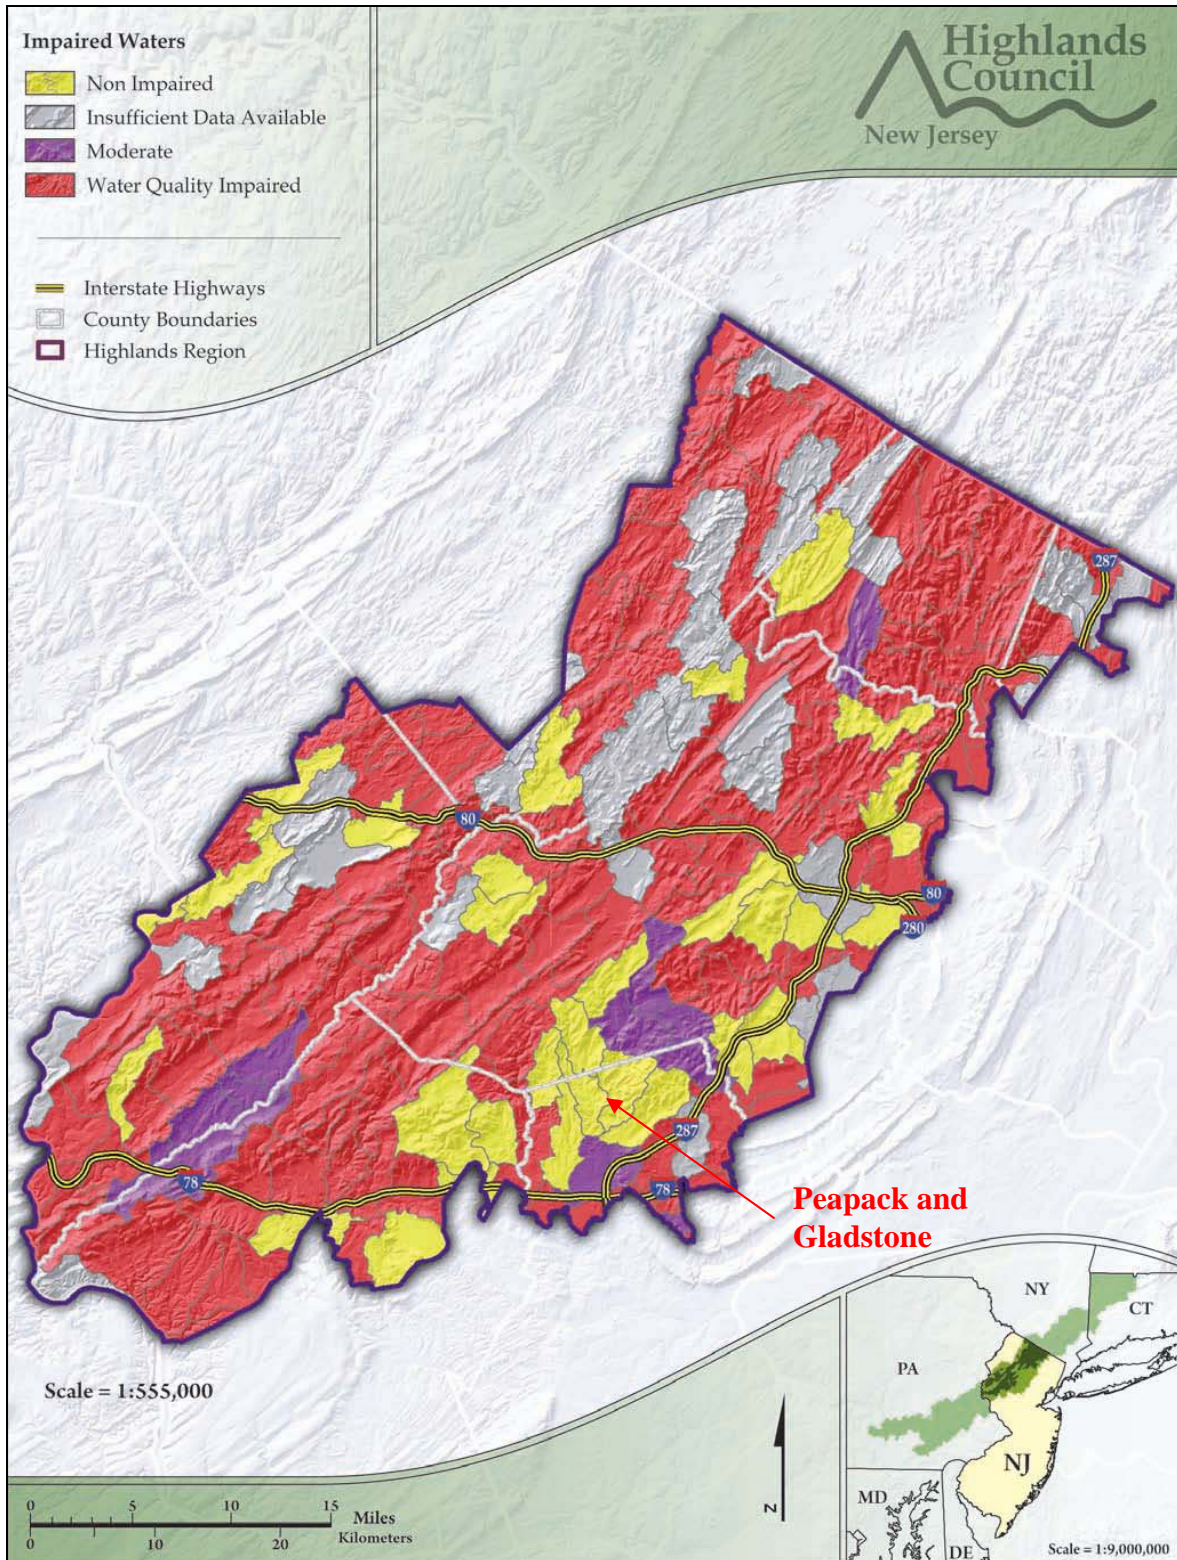 Impaired Waters
Non Impaired
Insufficient Data Available
Moderate
Water Quality Impaired
Interstate Highways
County Boundaries
Highlands Region
Highlands
Council
New Jersey
287
80
80
280
287
78
78
Peapack and
Gladstone
Scale = 1:555,000
0 5 10 15
Miles
Kilometers
0 10 20
N
NY
CT
PA
NJ
MD
DE
Scale = 1:9,000,000